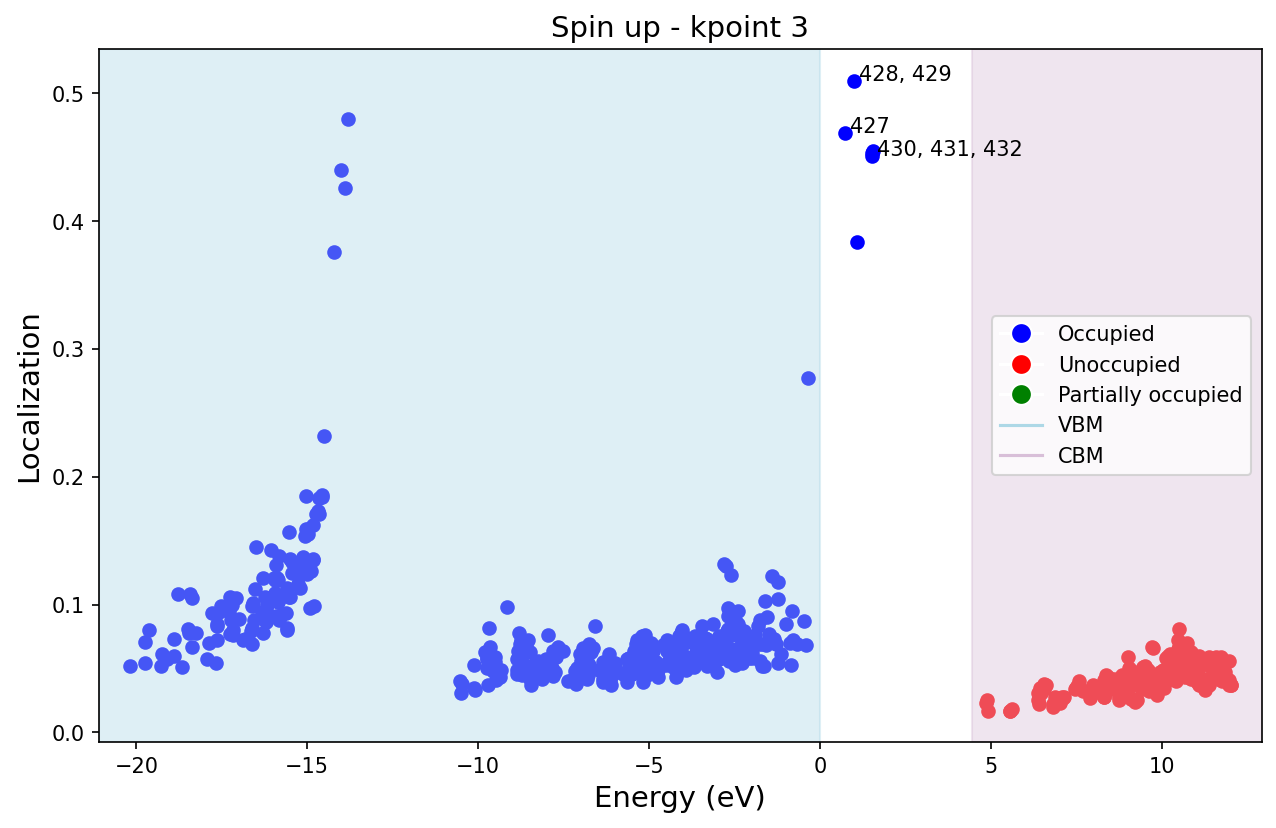 Spin up - kpoint 3
428, 429
427
430, 431, 432
Localization
0.5
0.4
0.3
0.2
0.1
0.0
Occupied
Unoccupied
Partially occupied
VBM
CBM
−20
−15
−10
−5
0
5
10
Energy (eV)